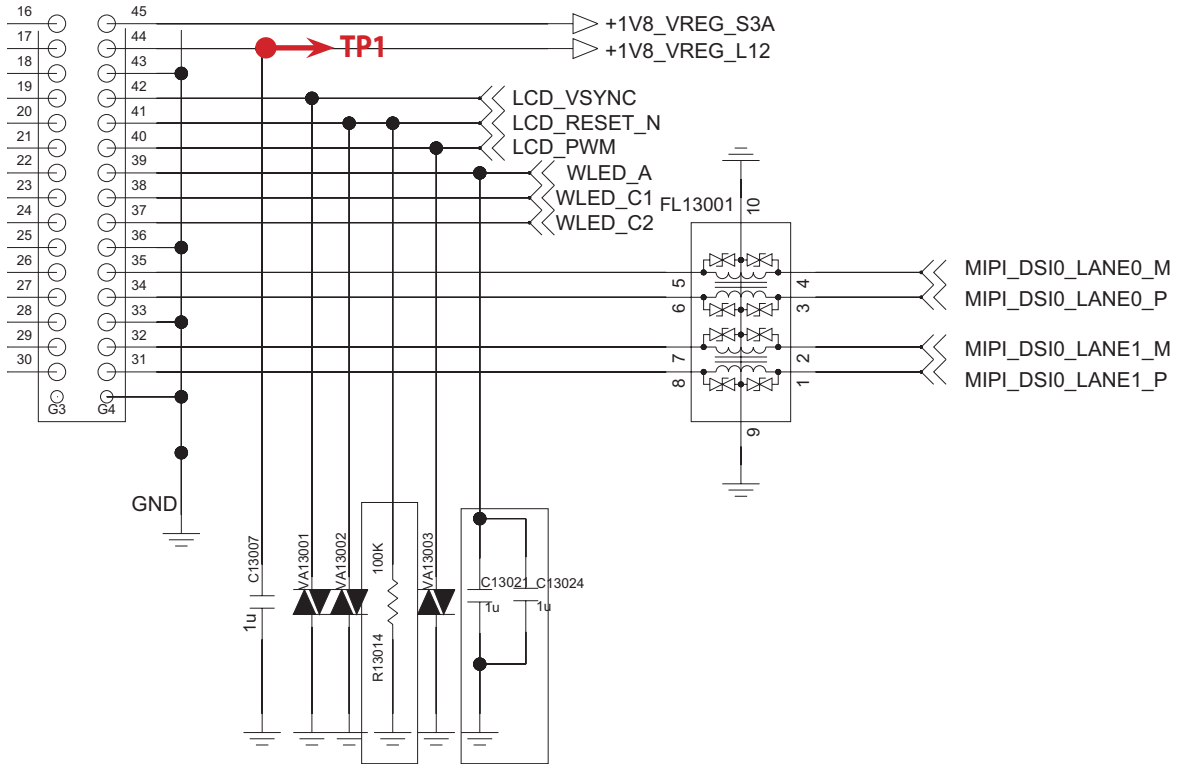 16 45 +1V8_VREG_S3A
17 44 TP1 +1V8_VREG_L12
18 43
19 42 LCD_VSYNC
20 41 LCD_RESET_N
21 40 LCD_PWM
22 39 WLED_A
23 38 WLED_C1 FL13001 10
24 37 WLED_C2
25 36
26 35 5 4 MIPI_DSI0_LANE0_M
27 34 6 3 MIPI_DSI0_LANE0_P
28 33
29 32 7 2 MIPI_DSI0_LANE1_M
30 31 8 1 MIPI_DSI0_LANE1_P
G3 G4
9
GND
C13007
1u
VA13001
VA13002
100K
R13014
VA13003
C13021
1u
C13024
1u